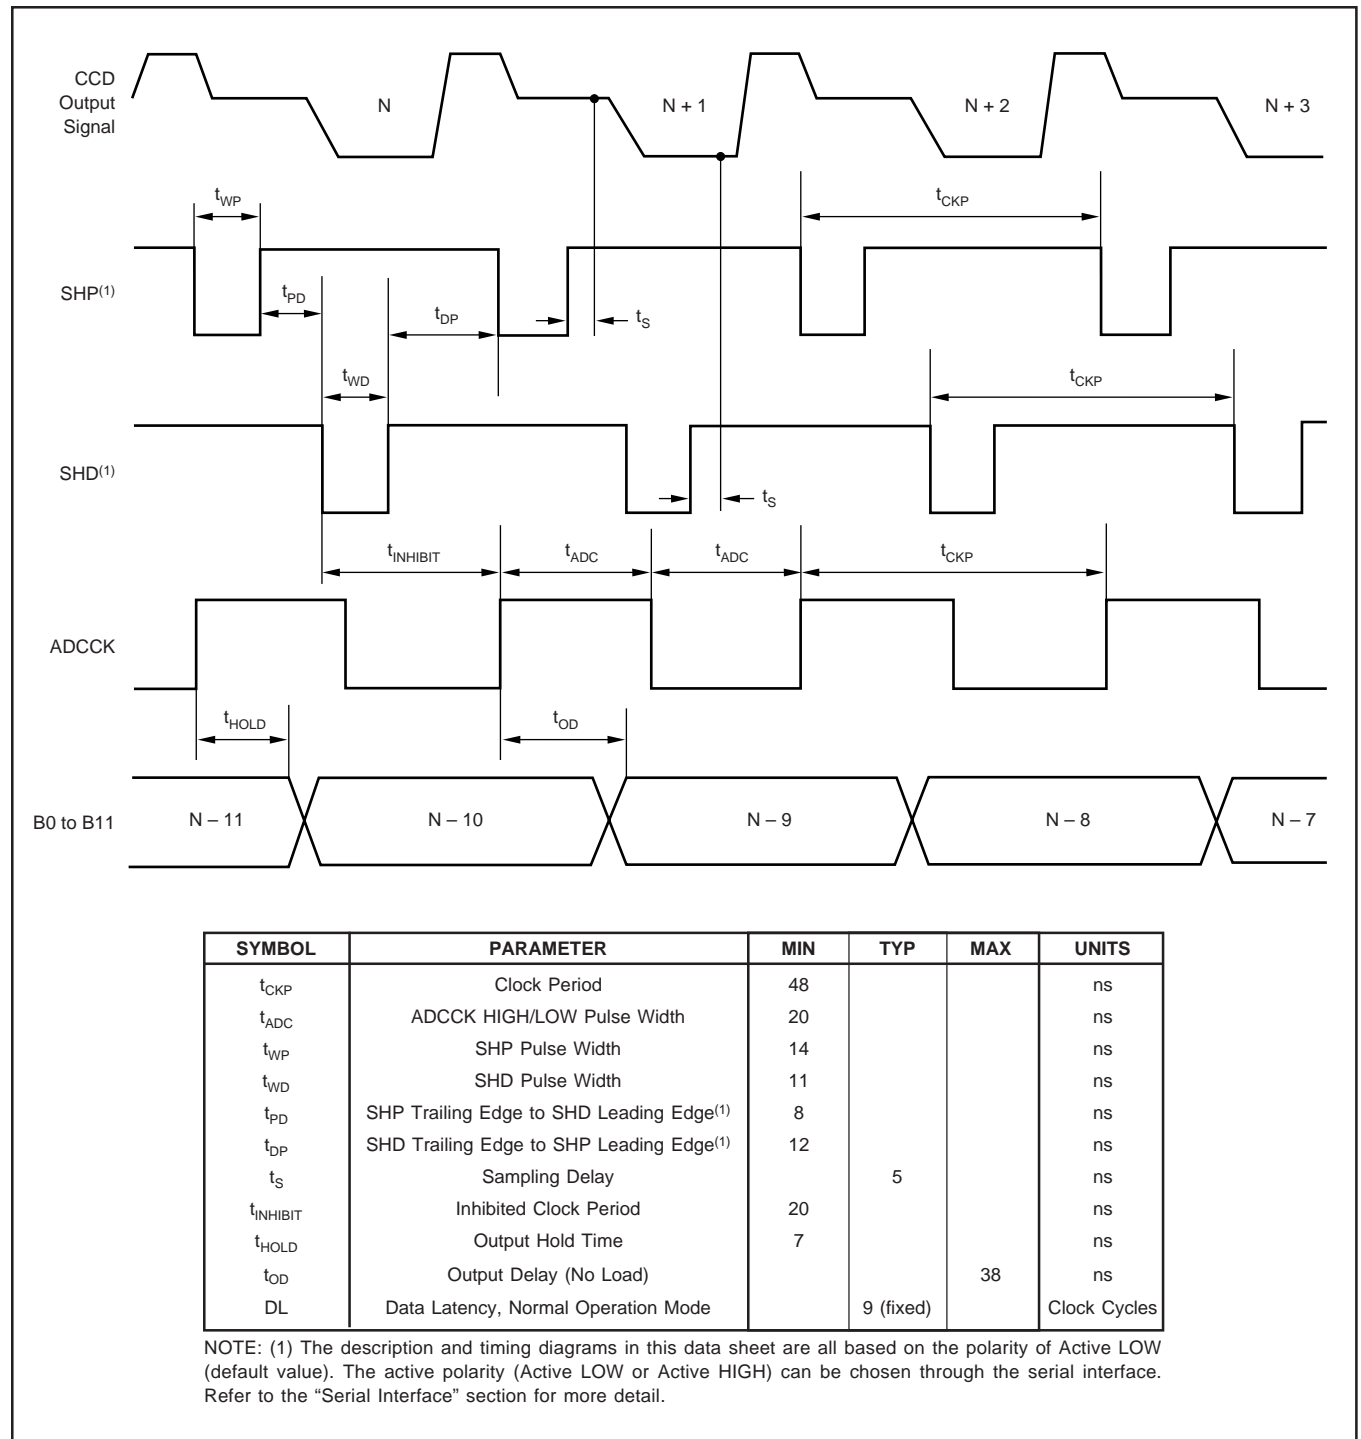 CCD
Output
Signal
N
N + 1
N + 2
N + 3
tWP
tCKP
SHP(1)
tPD
tDP
tS
tWD
tCKP
SHD(1)
tS
tINHIBIT
tADC
tADC
tCKP
ADCCK
tHOLD
tOD
B0 to B11
N – 11
N – 10
N – 9
N – 8
N – 7
SYMBOL PARAMETER MIN TYP MAX UNITS
tCKP Clock Period 48 ns
tADC ADCCK HIGH/LOW Pulse Width 20 ns
tWP SHP Pulse Width 14 ns
tWD SHD Pulse Width 11 ns
tPD SHP Trailing Edge to SHD Leading Edge(1) 8 ns
tDP SHD Trailing Edge to SHP Leading Edge(1) 12 ns
tS Sampling Delay 5 ns
tINHIBIT Inhibited Clock Period 20 ns
tHOLD Output Hold Time 7 ns
tOD Output Delay (No Load) 38 ns
DL Data Latency, Normal Operation Mode 9 (fixed) Clock Cycles
NOTE: (1) The description and timing diagrams in this data sheet are all based on the polarity of Active LOW
(default value). The active polarity (Active LOW or Active HIGH) can be chosen through the serial interface.
Refer to the “Serial Interface” section for more detail.